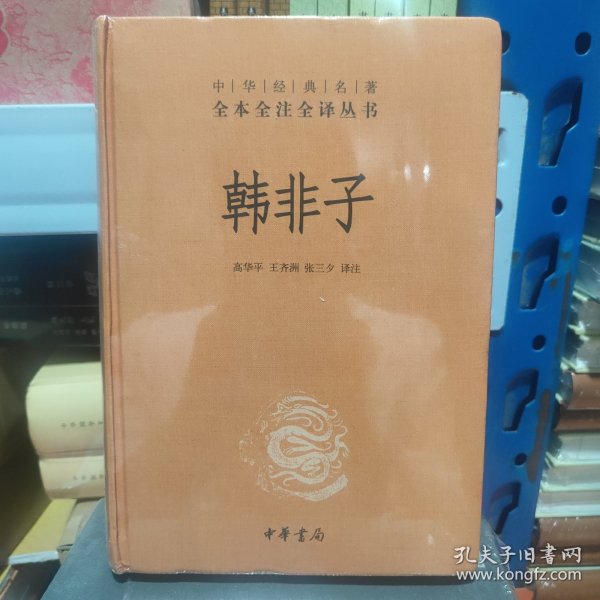 中华经典名著
全本全注全译丛书
韩非子
高华平 王齐洲 张三夕 译注
中華書局
孔夫子旧书网
www.kongfz.com